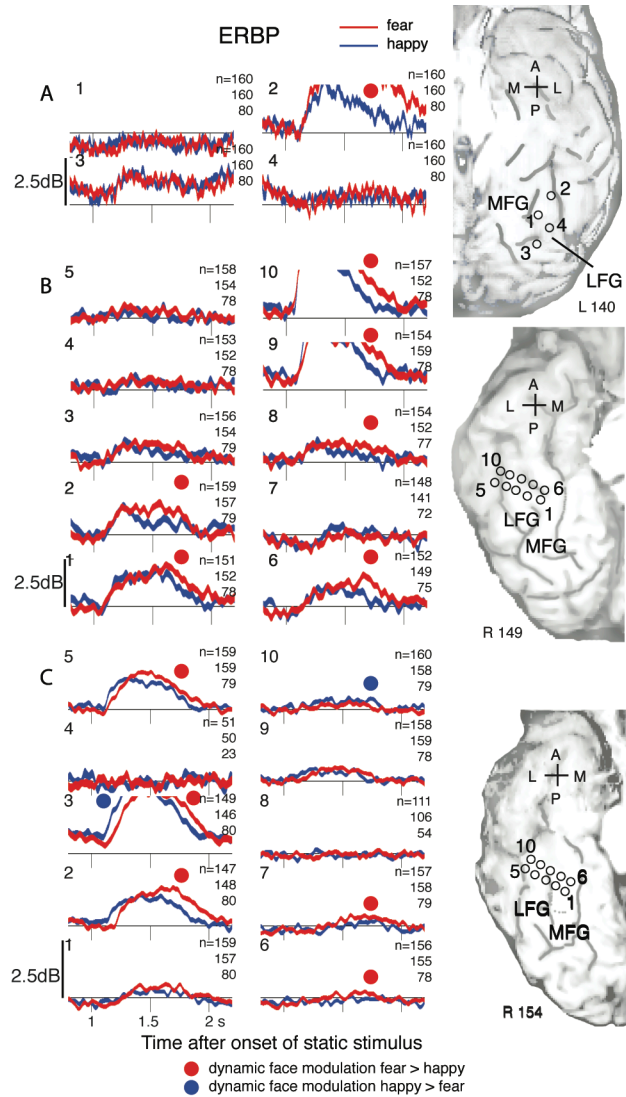 ERBP
fear
happy
A
1
n=160
160
80
2
n=160
160
80
3
n=160
160
80
4
n=160
160
80
2.5dB
A
M L
P
MFG
2
1
4
3
LFG
L 140
B
5
n=158
154
78
10
n=157
152
78
4
n=153
152
78
9
n=154
159
78
3
n=156
154
79
8
n=154
152
77
2
n=159
157
79
7
n=148
141
72
1
n=151
152
78
6
n=152
149
75
2.5dB
A
L M
P
10
5
6
1
LFG
MFG
R 149
C
5
n=159
159
79
10
n=160
158
79
4
n= 51
50
23
9
n=158
159
78
3
n=149
146
80
8
n=111
106
54
2
n=147
148
80
7
n=157
158
79
1
n=159
157
80
6
n=156
155
78
2.5dB
1 1.5 2 s
A
L M
P
10
5
6
1
LFG
MFG
R 154
Time after onset of static stimulus
dynamic face modulation fear > happy
dynamic face modulation happy > fear